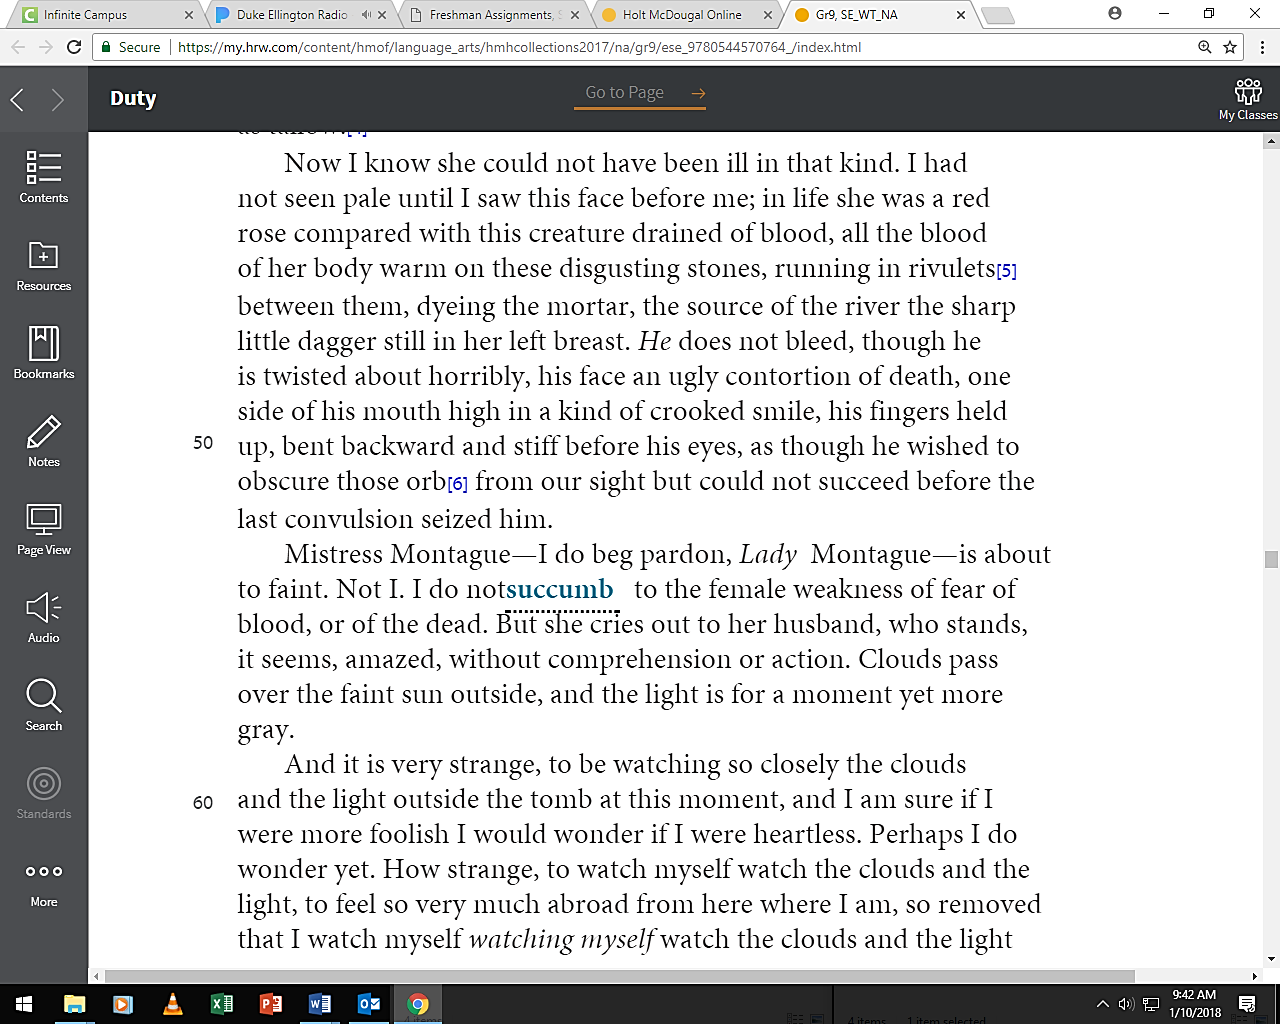 Infinite Campus
Duke Ellington Radio
Freshman Assignments, S
Holt McDougal Online
Gr9, SE_WT_NA
Secure
https://my.hrw.com/content/hmof/language_arts/hmhcollections2017/na/gr9/ese_9780544570764_/index.html
Duty
Go to Page
My Classes
Contents
Resources
Bookmarks
Notes
Page View
Audio
Search
Standards
More
as tallow.[4]
Now I know she could not have been ill in that kind. I had
not seen pale until I saw this face before me; in life she was a red
rose compared with this creature drained of blood, all the blood
of her body warm on these disgusting stones, running in rivulets[5]
between them, dyeing the mortar, the source of the river the sharp
little dagger still in her left breast. He does not bleed, though he
is twisted about horribly, his face an ugly contortion of death, one
side of his mouth high in a kind of crooked smile, his fingers held
50 up, bent backward and stiff before his eyes, as though he wished to
obscure those orb[6] from our sight but could not succeed before the
last convulsion seized him.
Mistress Montague—I do beg pardon, Lady Montague—is about
to faint. Not I. I do notsuccumb to the female weakness of fear of
blood, or of the dead. But she cries out to her husband, who stands,
it seems, amazed, without comprehension or action. Clouds pass
over the faint sun outside, and the light is for a moment yet more
gray.
And it is very strange, to be watching so closely the clouds
60 and the light outside the tomb at this moment, and I am sure if I
were more foolish I would wonder if I were heartless. Perhaps I do
wonder yet. How strange, to watch myself watch the clouds and the
light, to feel so very much abroad from here where I am, so removed
that I watch myself watching myself watch the clouds and the light
4 items
4 items 1 item selected
9:42 AM
1/10/2018